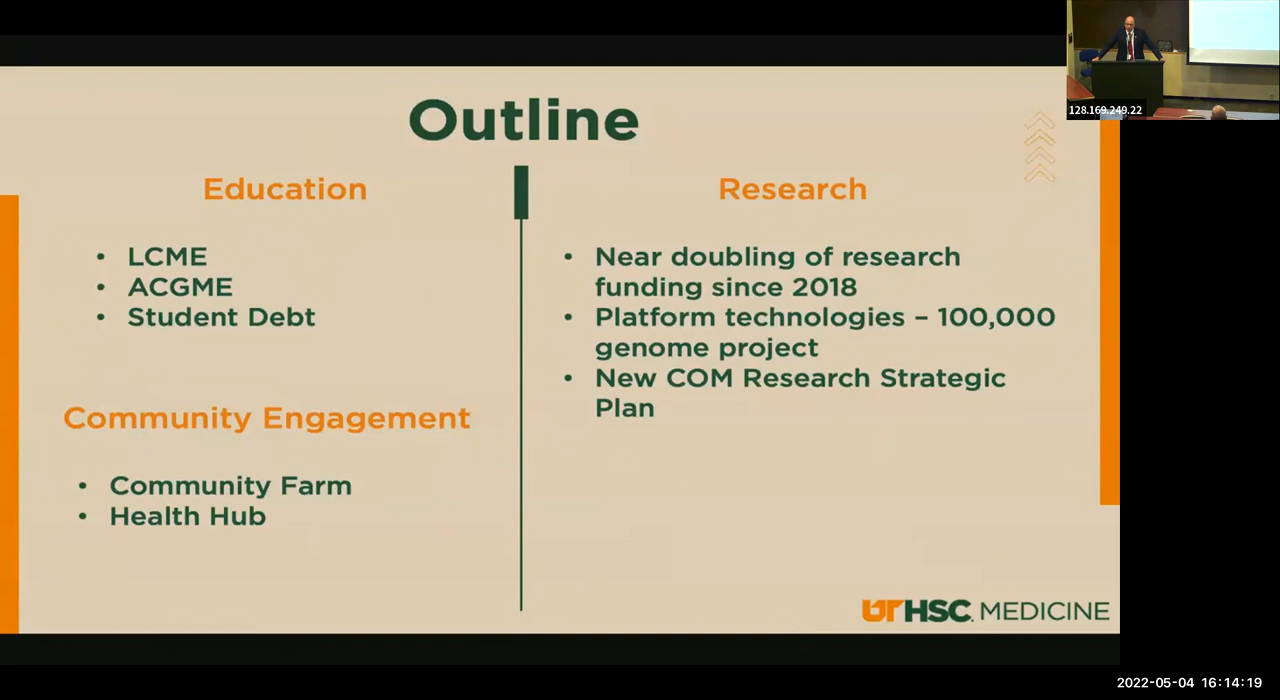 Outline
Education
• LCME
• ACGME
• Student Debt
Community Engagement
• Community Farm
• Health Hub
Research
• Near doubling of research
funding since 2018
• Platform technologies – 100,000
genome project
• New COM Research Strategic
Plan
UTHSC MEDICINE
128.169.249.22
2022-05-04 16:14:19